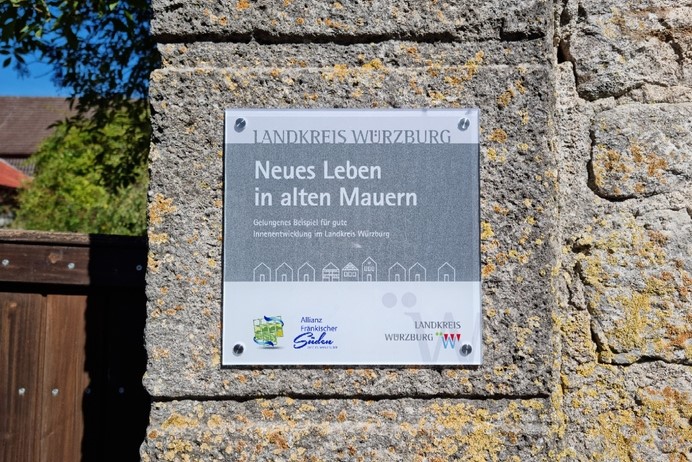 LANDKREIS WÜRZBURG
Neues Leben
in alten Mauern
Gelungenes Beispiel für gute
Innenentwicklung im Landkreis Würzburg
Allianz
Fränkischer
Süden
LANDKREIS
WÜRZBURG